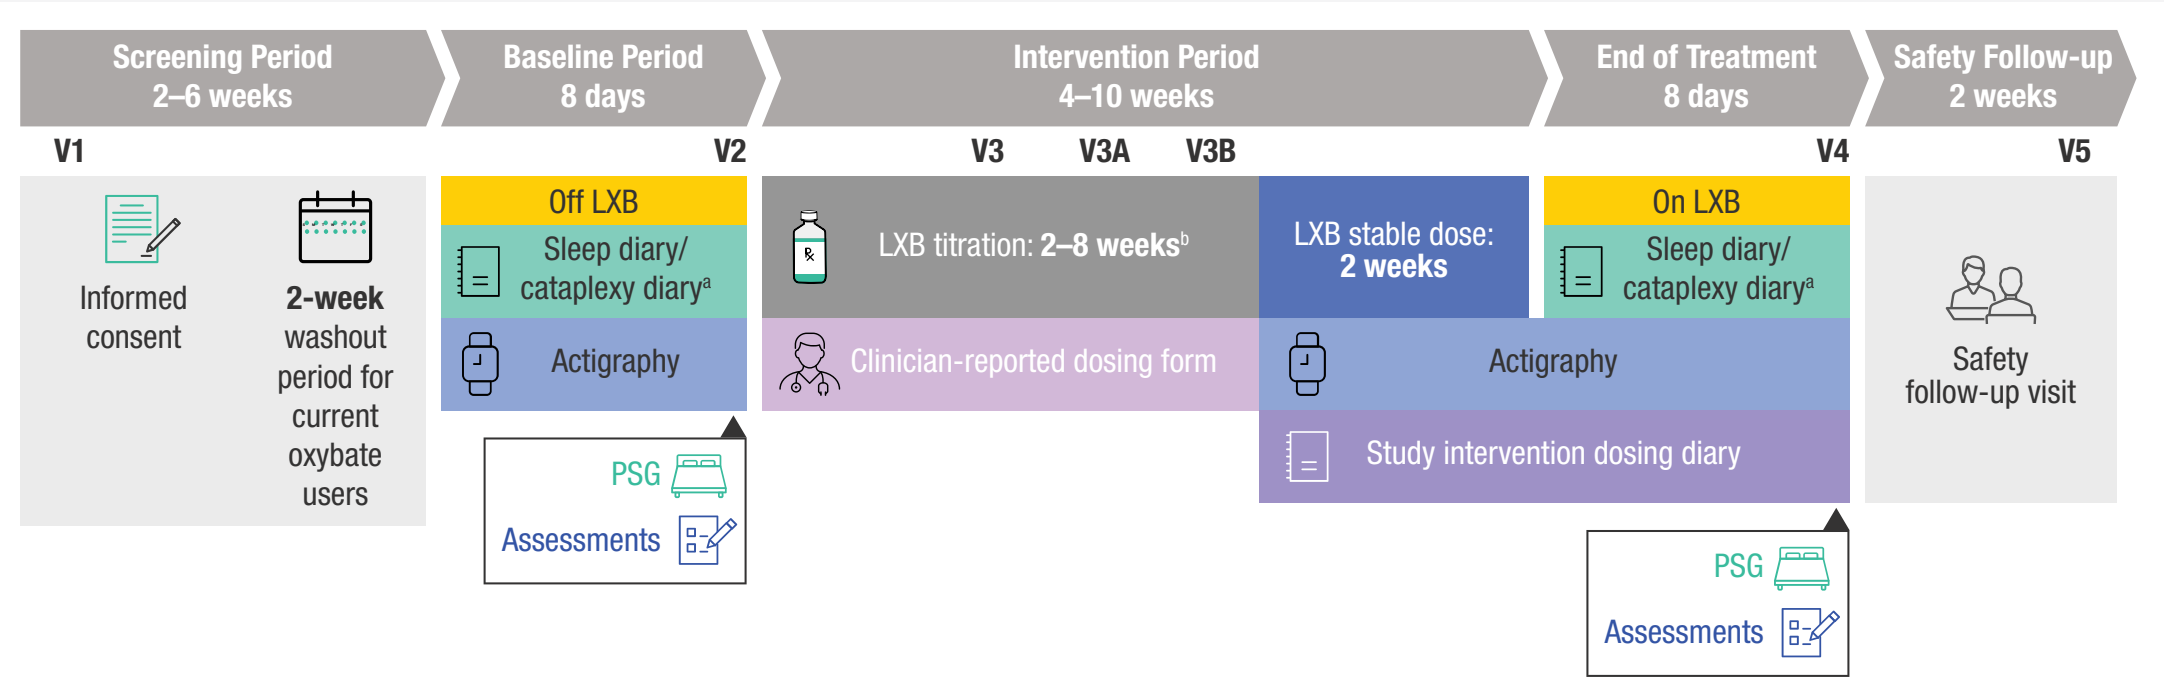 Screening Period
2–6 weeks
Baseline Period
8 days
Intervention Period
4–10 weeks
End of Treatment
8 days
Safety Follow-up
2 weeks
V1
V2
V3
V3A
V3B
V4
V5
Informed
consent
2-week
washout
period for
current
oxybate
users
Off LXB
Sleep diary/
cataplexy diaryᵃ
Actigraphy
PSG
Assessments
℞
LXB titration: 2–8 weeksᵇ
Clinician-reported dosing form
LXB stable dose:
2 weeks
On LXB
Sleep diary/
cataplexy diaryᵃ
Actigraphy
Study intervention dosing diary
PSG
Assessments
Safety
follow-up visit